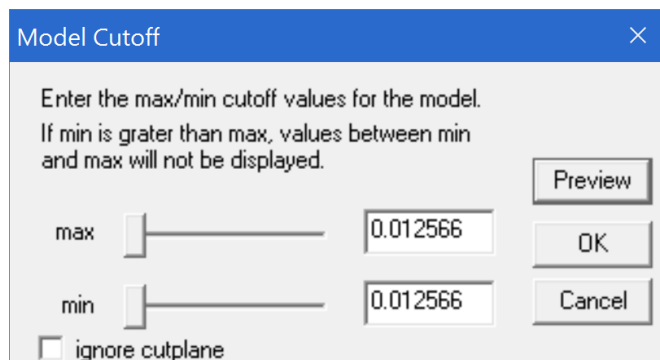 Model Cutoff
Enter the max/min cutoff values for the model.
If min is grater than max, values between min
and max will not be displayed.
Preview
max 0.012566
OK
min 0.012566
Cancel
ignore cutplane